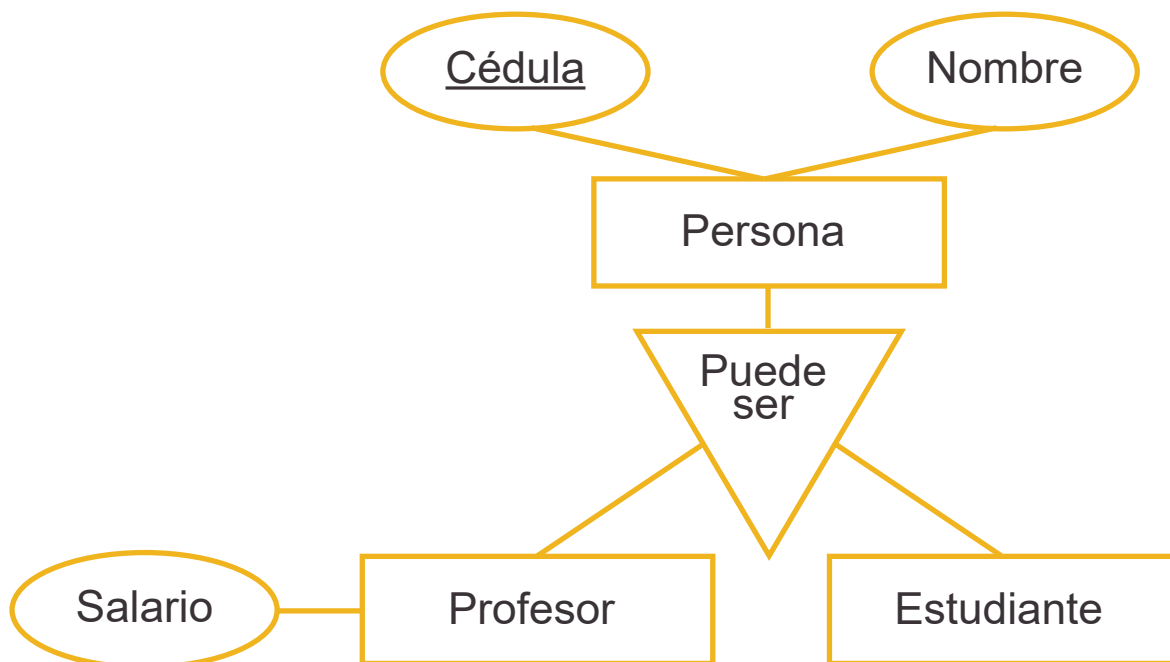 Cédula
Nombre
Persona
Puede
ser
Salario
Profesor
Estudiante